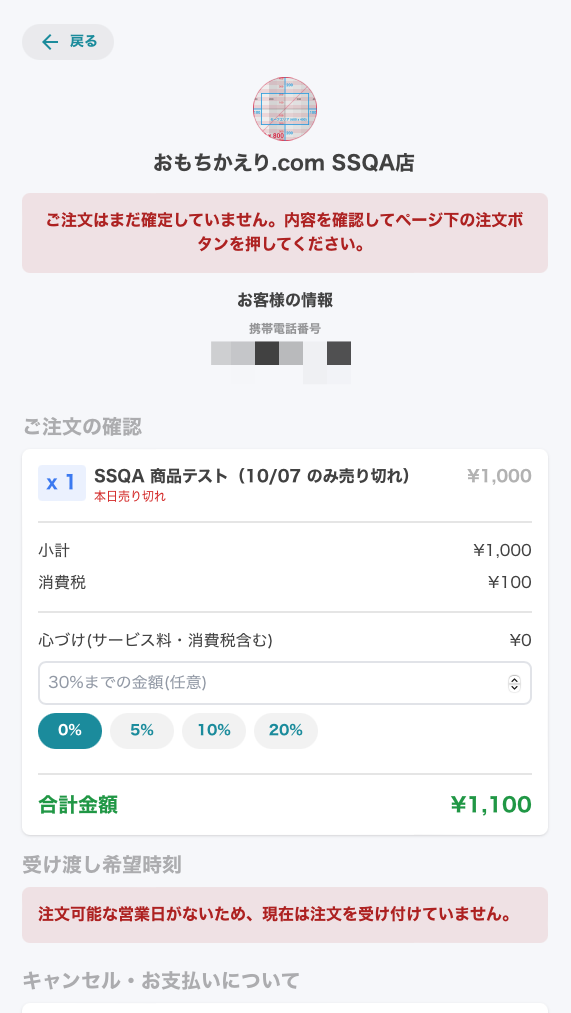 戻る
おもちかえり.com SSQA店
ご注文はまだ確定していません。内容を確認してページ下の注文ボ
タンを押してください。
お客様の情報
携帯電話番号
ご注文の確認
x 1 SSQA 商品テスト（10/07 のみ売り切れ） ¥1,000
本日売り切れ
小計 ¥1,000
消費税 ¥100
心づけ(サービス料・消費税含む) ¥0
30%までの金額(任意)
0% 5% 10% 20%
合計金額 ¥1,100
受け渡し希望時刻
注文可能な営業日がないため、現在は注文を受け付けていません。
キャンセル・お支払いについて